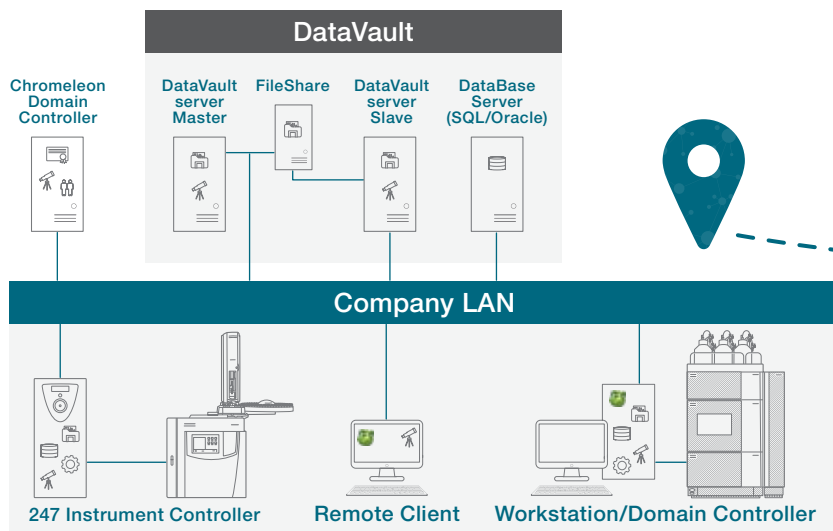 DataVault
Chromeleon
Domain
Controller
DataVault
server
Master
FileShare
DataVault
server
Slave
DataBase
Server
(SQL/Oracle)
Company LAN
247 Instrument Controller
Remote Client
Workstation/Domain Controller